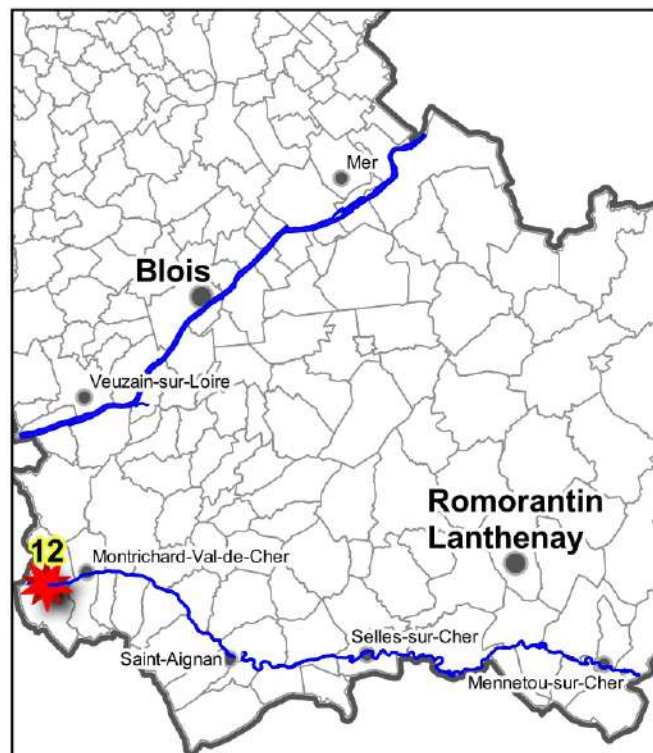 Mer
Blois
Veuzain-sur-Loire
Romorantin
Lanthenay
12
Montrichard-Val-de-Cher
Selles-sur-Cher
Saint-Aignan
Mennetou-sur-Cher